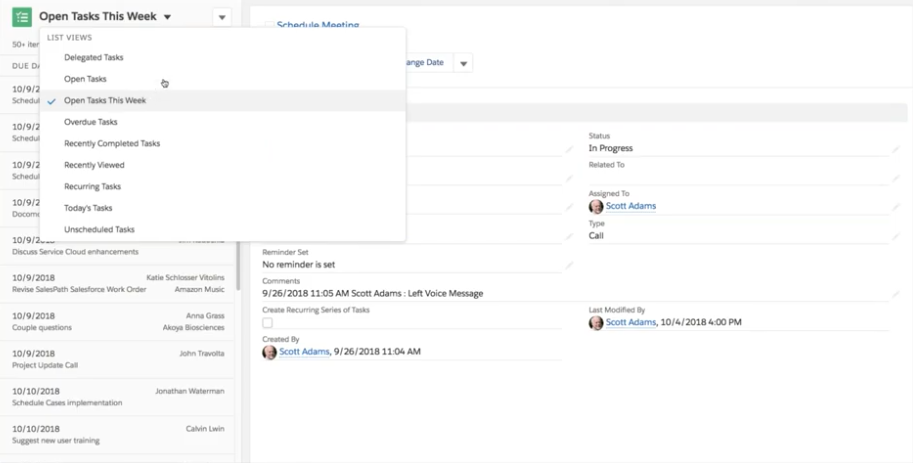 Open Tasks This Week
50+ iter
LIST VIEWS
Delegated Tasks
Open Tasks
Open Tasks This Week
Overdue Tasks
Recently Completed Tasks
Recently Viewed
Recurring Tasks
Today's Tasks
Unscheduled Tasks
DUE DA
10/9/2
Schedul
10/9/2
Schedul
10/9/2
Schedul
10/9/2
Docome
10/9/2
Discuss Service Cloud enhancements
10/9/2018 Katie Schlosser Vitolins
Revise SalesPath Salesforce Work Order Amazon Music
10/9/2018 Anna Grass
Couple questions Akoya Biosciences
10/9/2018 John Travolta
Project Update Call
10/10/2018 Jonathan Waterman
Schedule Cases implementation
10/10/2018 Calvin Lwin
Suggest new user training
Schedule Meeting
ange Date
Status
In Progress
Related To
Assigned To
Scott Adams
Type
Call
Reminder Set
No reminder is set
Comments
9/26/2018 11:05 AM Scott Adams : Left Voice Message
Create Recurring Series of Tasks
Last Modified By
Scott Adams, 10/4/2018 4:00 PM
Created By
Scott Adams, 9/26/2018 11:04 AM